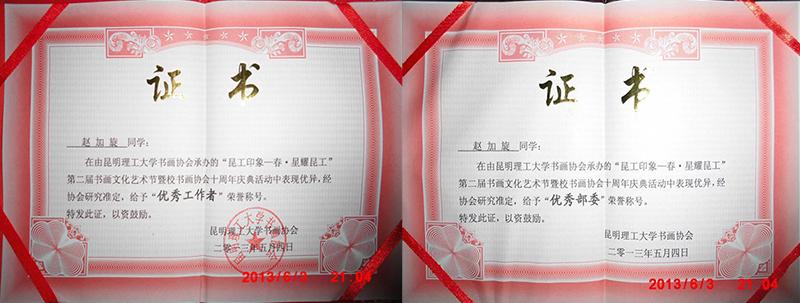 证 书
赵加旋 同学：
在由昆明理工大学书画协会承办的“昆工印象—春·星耀昆工”
第二届书画文化艺术节暨校书画协会十周年庆典活动中表现优异，经
协会研究准定，给予“优秀工作者”荣誉称号。
特发此证，以资鼓励。
昆明理工大学书画协会
二零一三年五月四日
2013/6/3 21:04
证 书
赵加旋 同学：
在由昆明理工大学书画协会承办的“昆工印象—春·星耀昆工”
第二届书画文化艺术节暨校书画协会十周年庆典活动中表现优异，经
协会研究准定，给予“优秀部委”荣誉称号。
特发此证，以资鼓励。
昆明理工大学书画协会
二零一三年五月四日
2013/6/3 21:04